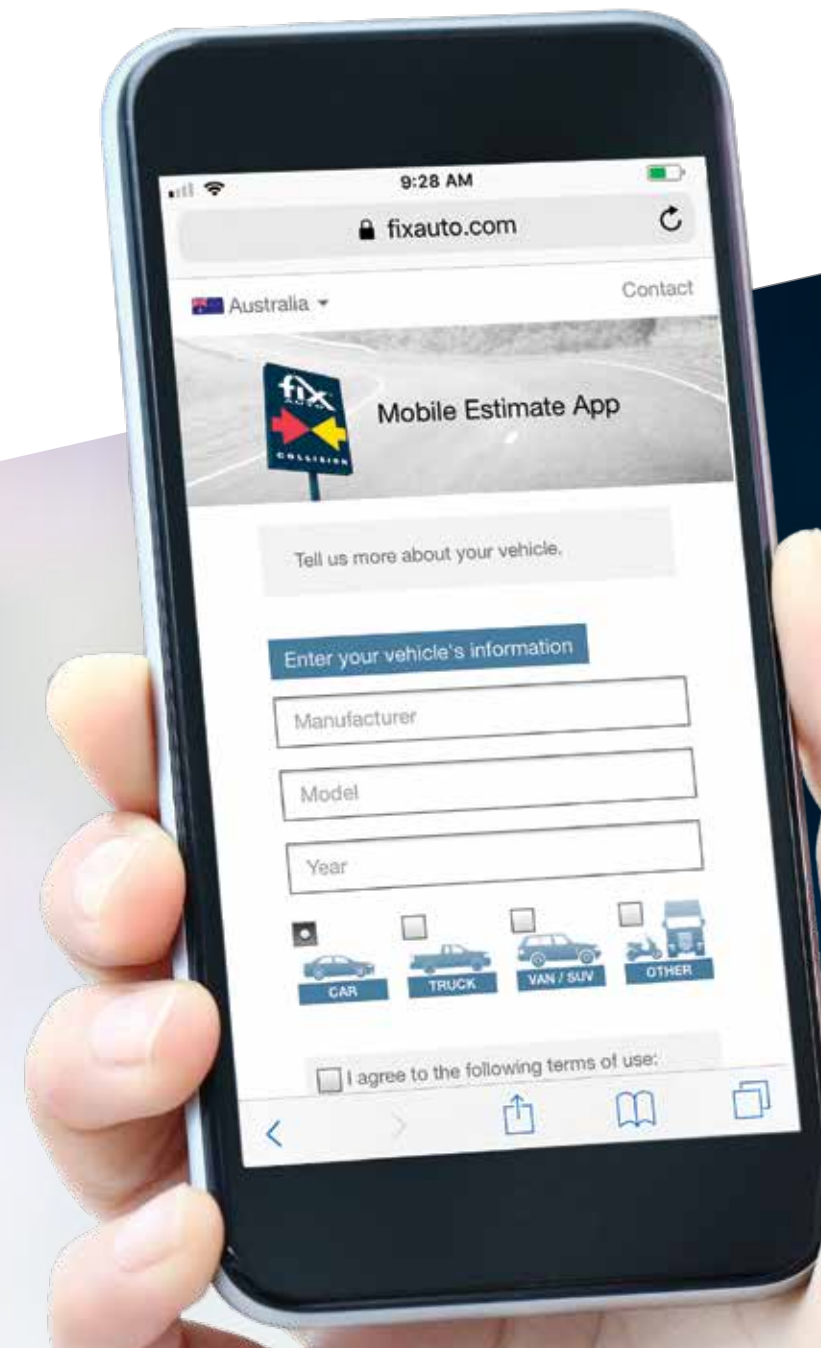 9:28 AM
fixauto.com
Australia
Contact
fix
AUTO
COLLISION
Mobile Estimate App
Tell us more about your vehicle.
Enter your vehicle's information
Manufacturer
Model
Year
CAR
TRUCK
VAN / SUV
OTHER
I agree to the following terms of use: